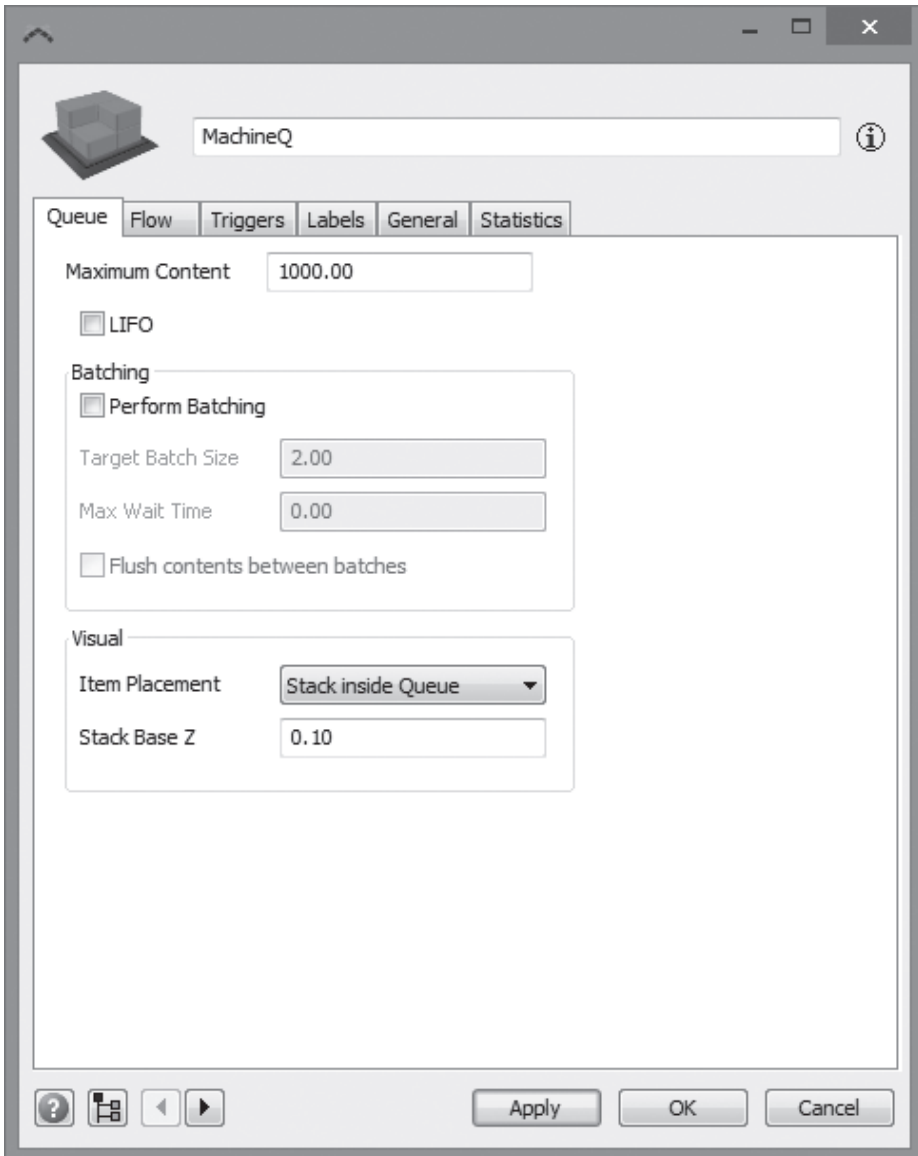 MachineQ
Queue Flow Triggers Labels General Statistics
Maximum Content 1000.00
LIFO
Batching
Perform Batching
Target Batch Size 2.00
Max Wait Time 0.00
Flush contents between batches
Visual
Item Placement Stack inside Queue
Stack Base Z 0.10
Apply OK Cancel